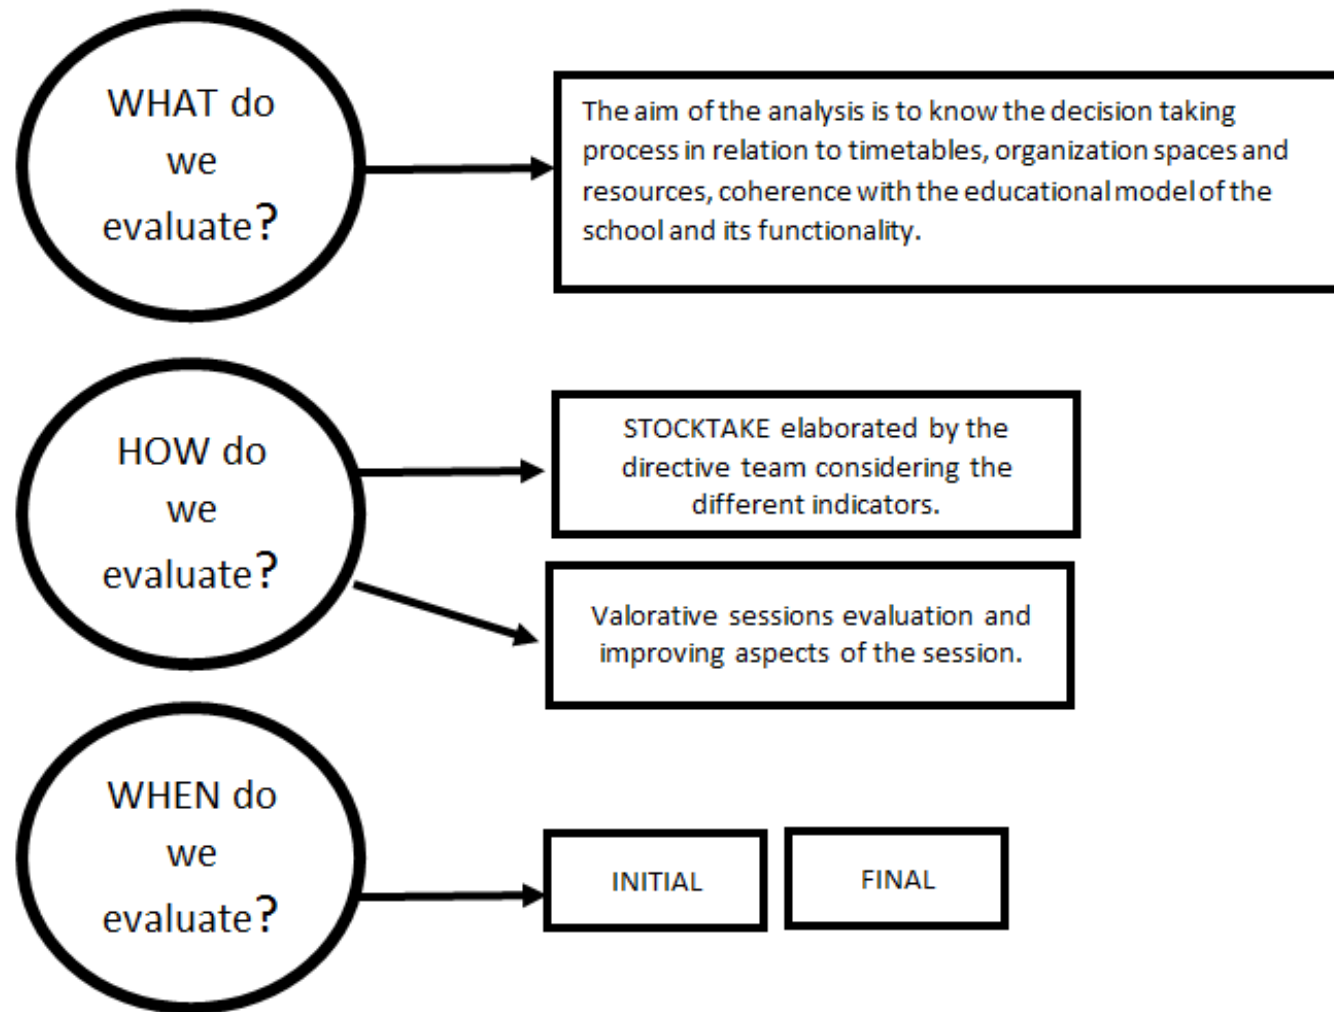 WHAT do
we
evaluate?
The aim of the analysis is to know the decision taking
process in relation to timetables, organization spaces and
resources, coherence with the educational model of the
school and its functionality.
HOW do
we
evaluate?
STOCKTAKE elaborated by the
directive team considering the
different indicators.
Valorative sessions evaluation and
improving aspects of the session.
WHEN do
we
evaluate?
INITIAL
FINAL